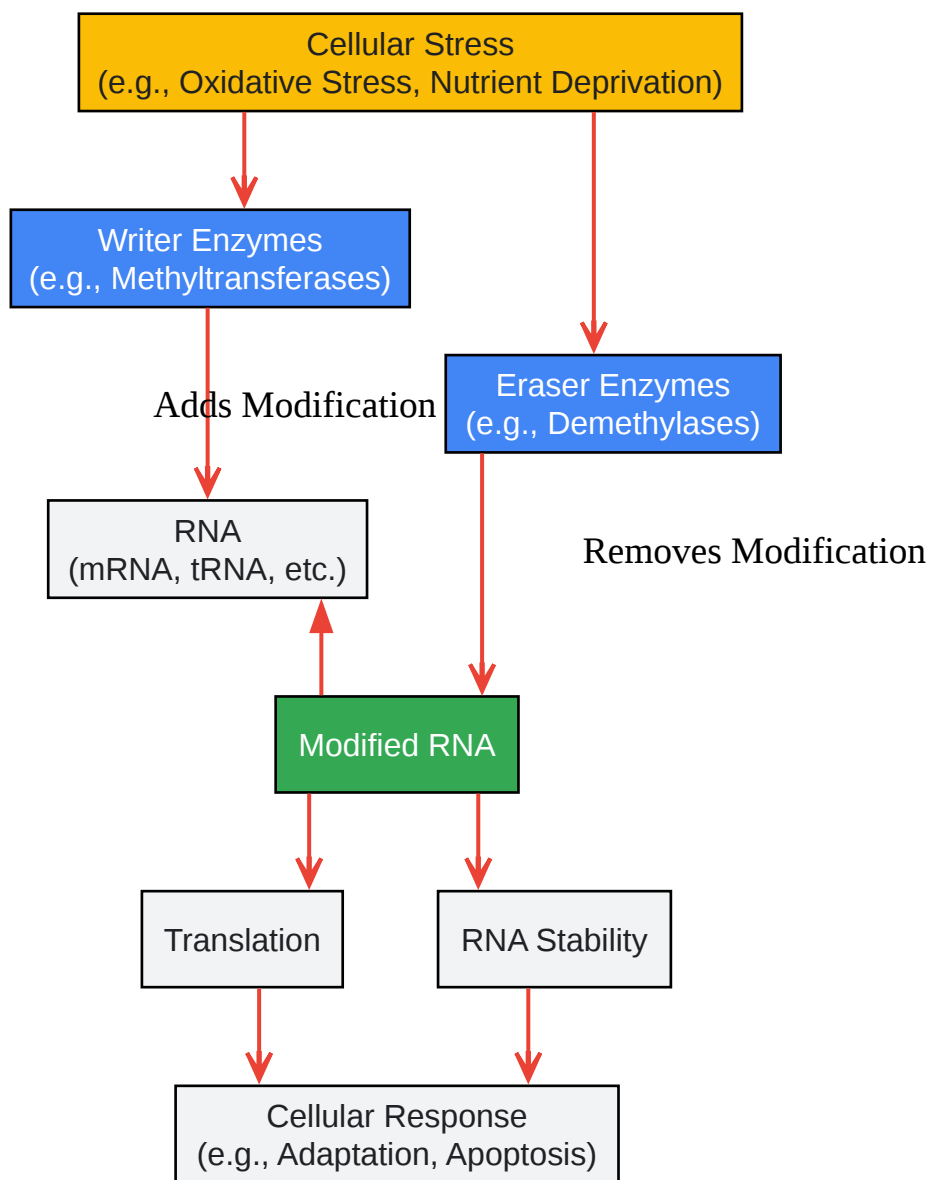 Cellular Stress
(e.g., Oxidative Stress, Nutrient Deprivation)
Writer Enzymes
(e.g., Methyltransferases)
Eraser Enzymes
(e.g., Demethylases)
Adds Modification
RNA
(mRNA, tRNA, etc.)
Removes Modification
Modified RNA
Translation
RNA Stability
Cellular Response
(e.g., Adaptation, Apoptosis)